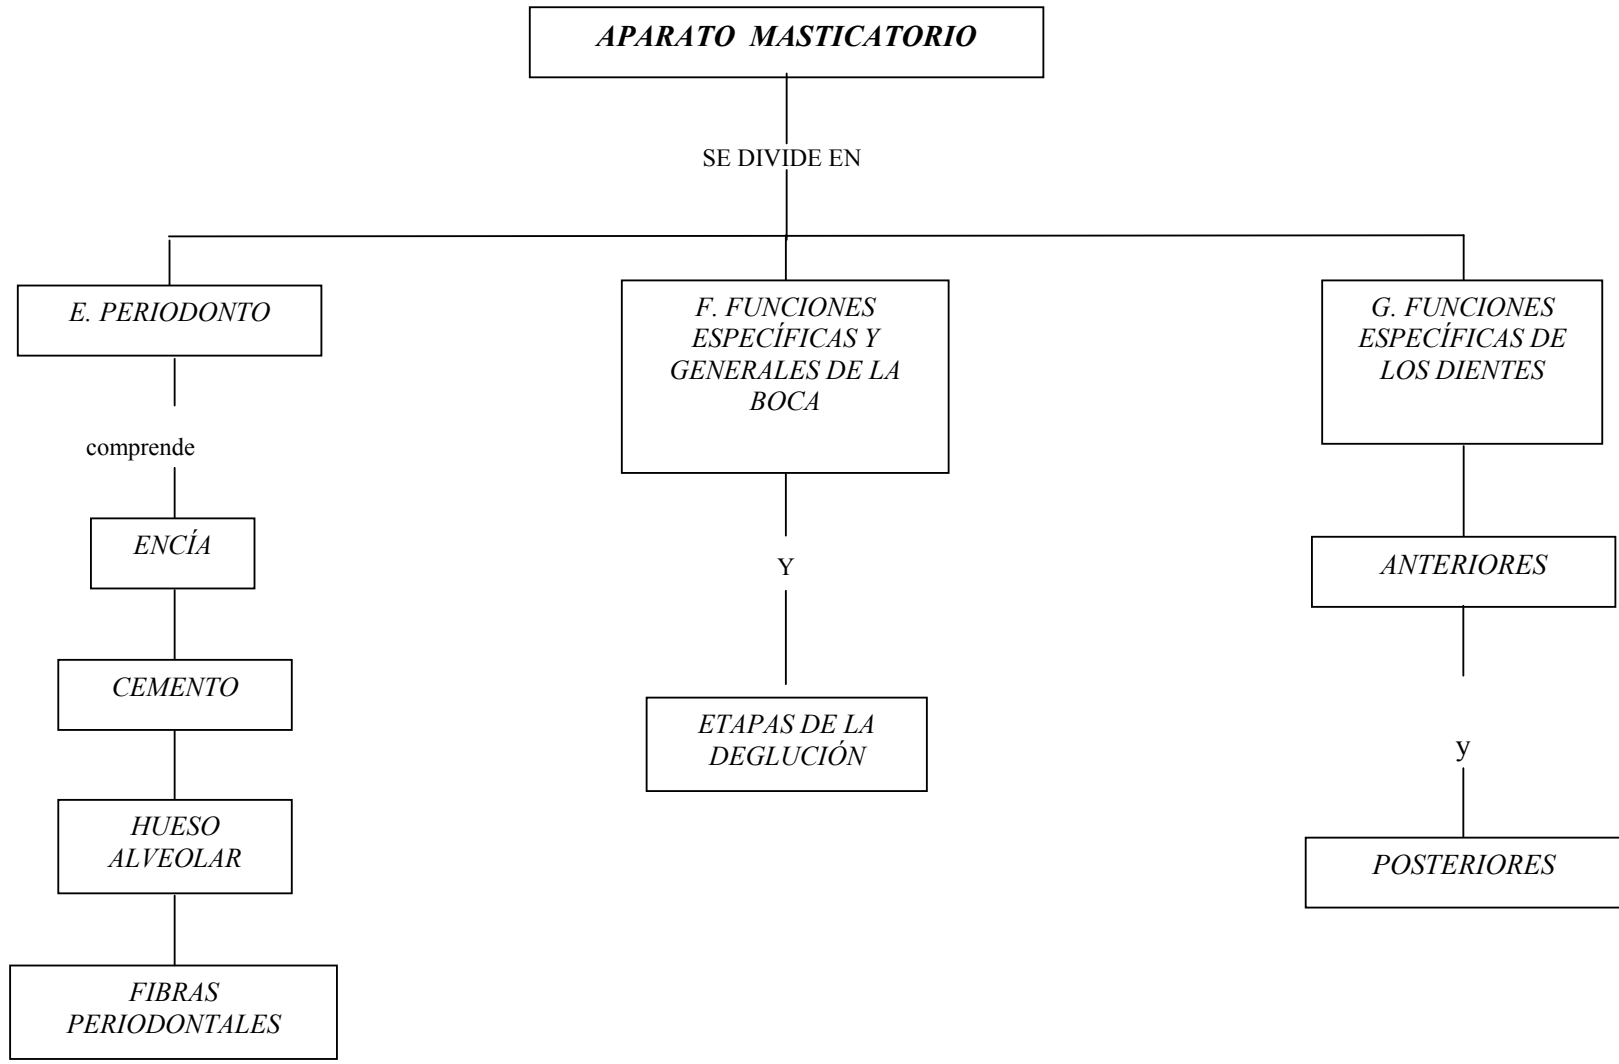 APARATO MASTICATORIO
SE DIVIDE EN
E. PERIODONTO
comprende
ENCÍA
CEMENTO
HUESO
ALVEOLAR
FIBRAS
PERIODONTALES
F. FUNCIONES
ESPECÍFICAS Y
GENERALES DE LA
BOCA
Y
ETAPAS DE LA
DEGLUCIÓN
G. FUNCIONES
ESPECÍFICAS DE
LOS DIENTES
ANTERIORES
y
POSTERIORES